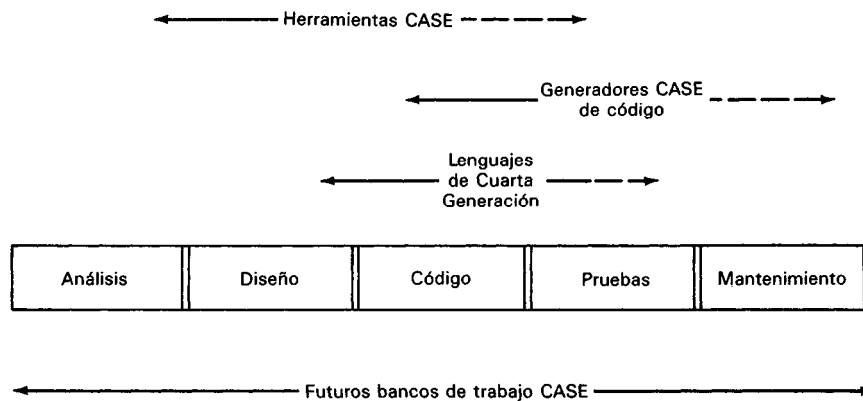 Herramientas CASE
Generadores CASE
de código
Lenguajes
de Cuarta
Generación
Análisis
Diseño
Código
Pruebas
Mantenimiento
Futuros bancos de trabajo CASE